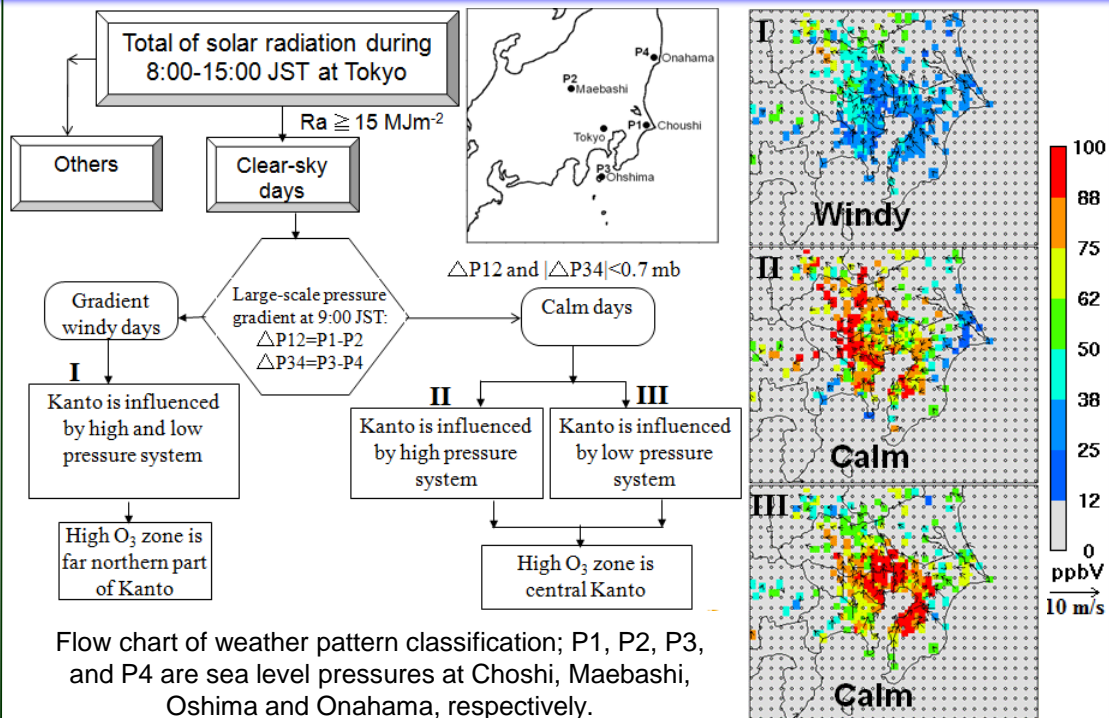 Total of solar radiation during
8:00-15:00 JST at Tokyo
Ra ≧ 15 MJm-2
Others
Clear-sky
days
P4
Onahama
P2
Maebashi
P1
Choushi
Tokyo
P3
Ohshima
△P12 and |△P34|<0.7 mb
Gradient
windy days
Large-scale pressure
gradient at 9:00 JST:
△P12=P1-P2
△P34=P3-P4
Calm days
I
Kanto is influenced
by high and low
pressure system
II
Kanto is influenced
by high pressure
system
III
Kanto is influenced
by low pressure
system
High O3 zone is
far northern part
of Kanto
High O3 zone is
central Kanto
Flow chart of weather pattern classification; P1, P2, P3,
and P4 are sea level pressures at Choshi, Maebashi,
Oshima and Onahama, respectively.
I
Windy
II
Calm
III
Calm
100
88
75
62
50
38
25
12
0
ppbV
10 m/s